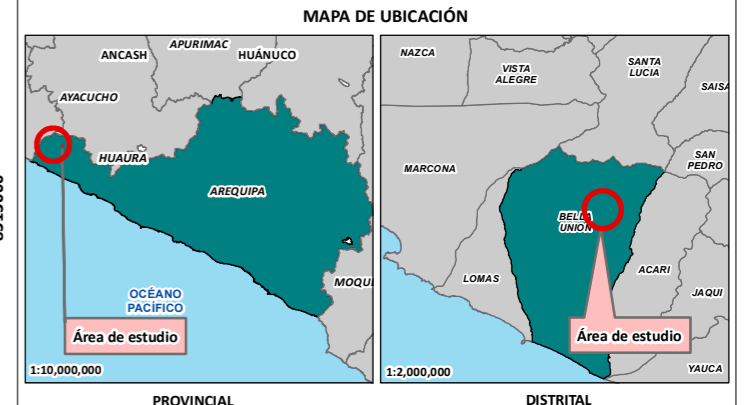 MAPA DE UBICACIÓN
ANCASH
APURIMAC
HUÁNUCO
AYACUCHO
HUAURA
AREQUIPA
OCÉANO
PACÍFICO
MOQU
Área de estudio
1:10,000,000
PROVINCIAL
NAZCA
VISTA
ALEGRE
SANTA
LUCIA
SAISA
SAN
PEDRO
MARCONA
BELLA
UNION
LOMAS
ACARI
JAQUI
Área de estudio
1:2,000,000
YAUCA
DISTRITAL